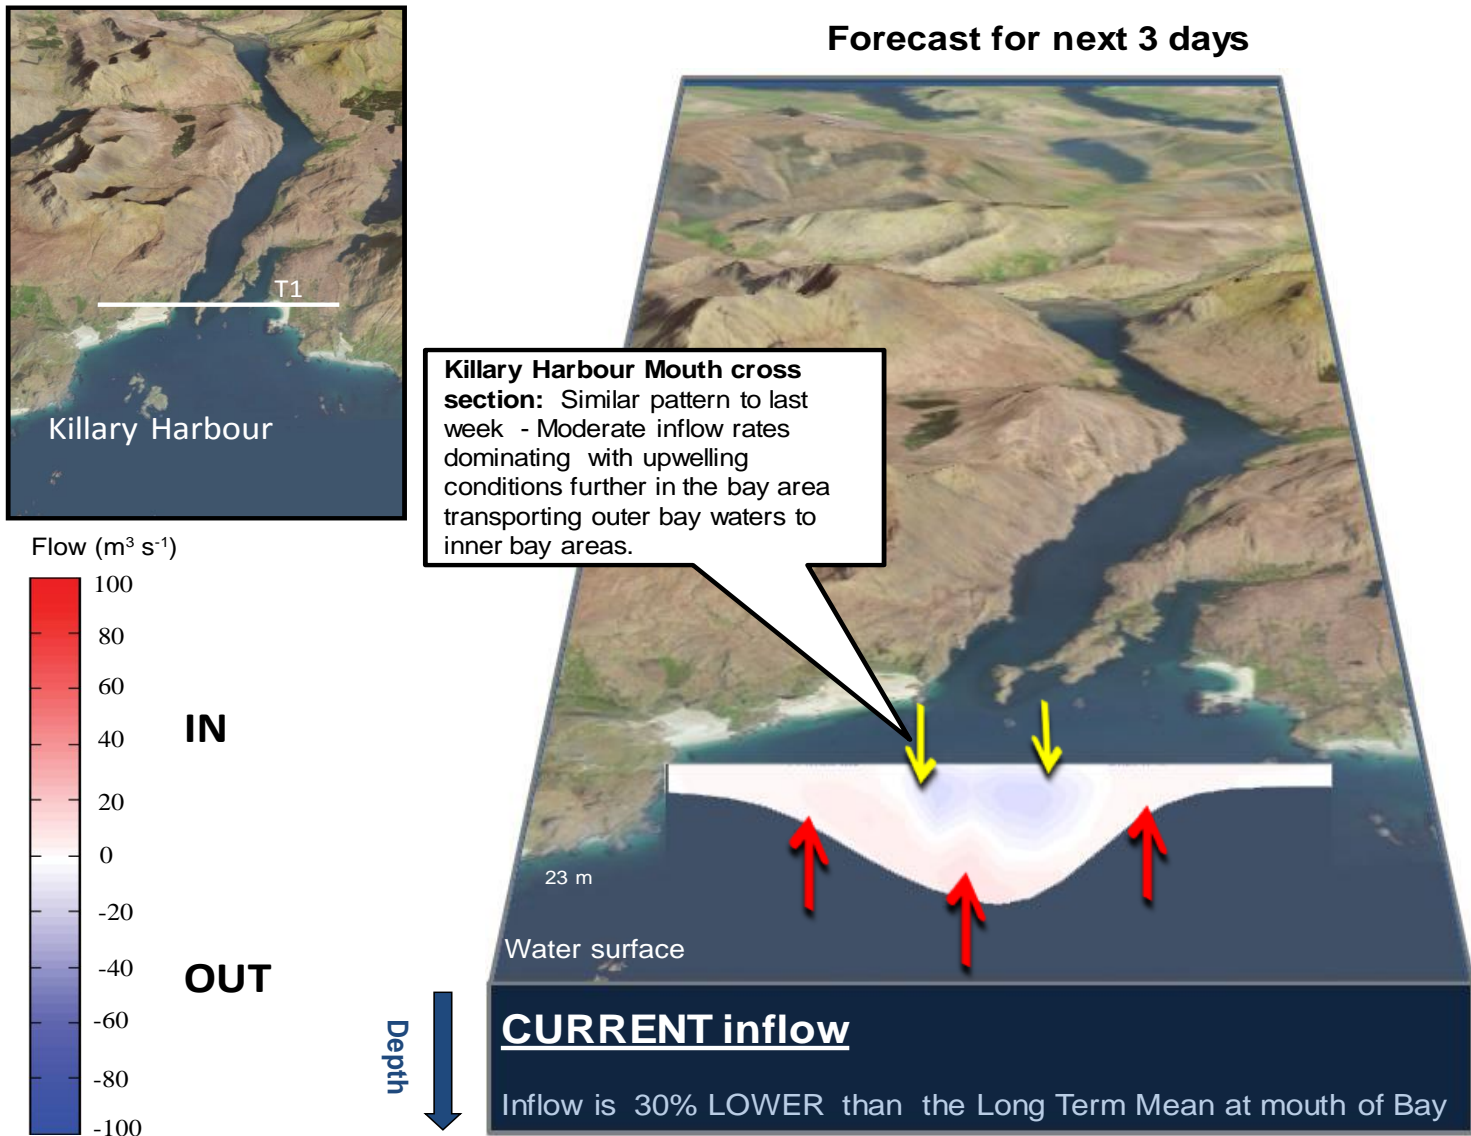 Forecast for next 3 days
T1
Killary Harbour
Killary Harbour Mouth cross
section: Similar pattern to last
week - Moderate inflow rates
dominating with upwelling
conditions further in the bay area
transporting outer bay waters to
inner bay areas.
Flow (m³ s⁻¹)
100
80
60
40
20
0
-20
-40
-60
-80
-100
IN
OUT
23 m
Water surface
Depth
CURRENT inflow
Inflow is 30% LOWER than the Long Term Mean at mouth of Bay